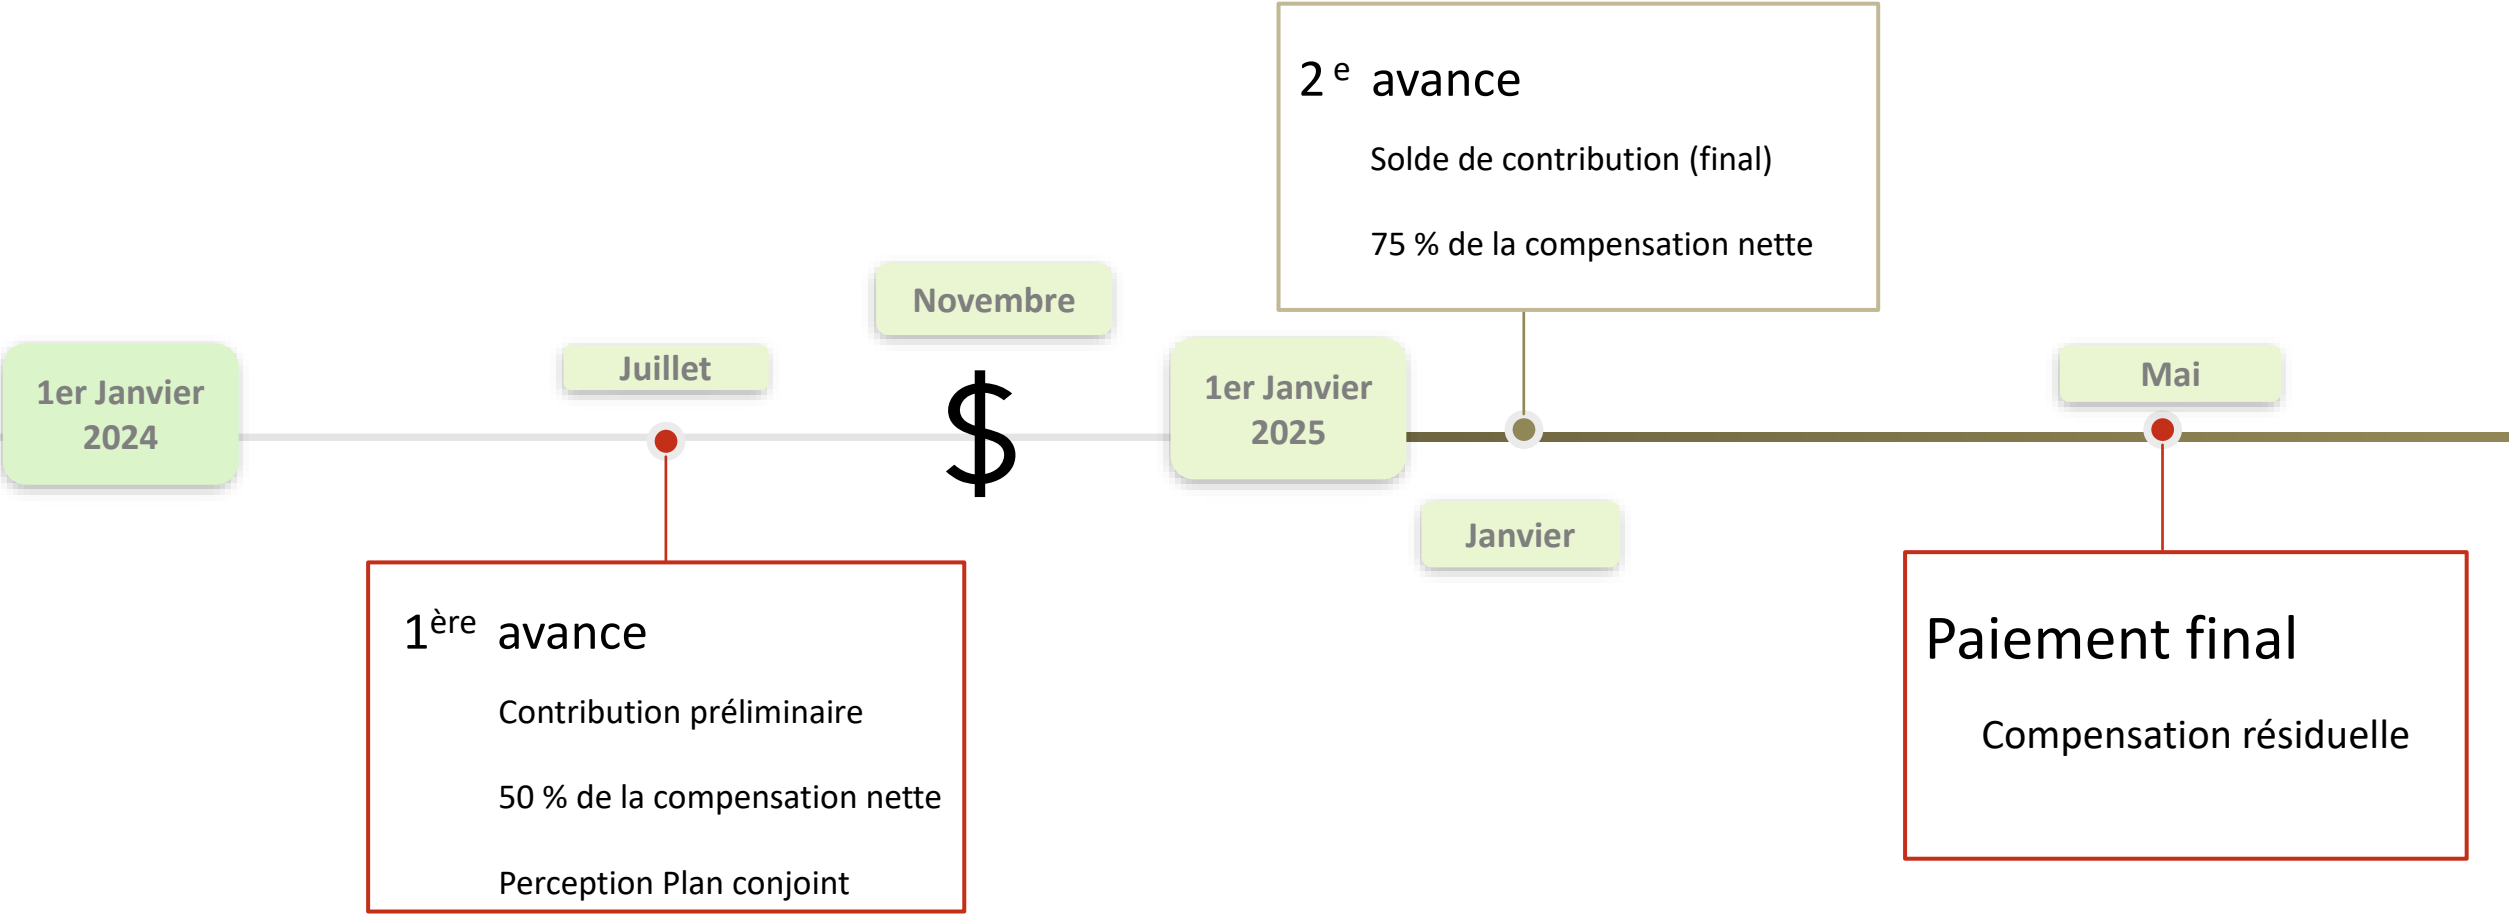 1er Janvier
2024
Juillet
1ère avance
Contribution préliminaire
50 % de la compensation nette
Perception Plan conjoint
Novembre
$
1er Janvier
2025
2 e avance
Solde de contribution (final)
75 % de la compensation nette
Janvier
Mai
Paiement final
Compensation résiduelle